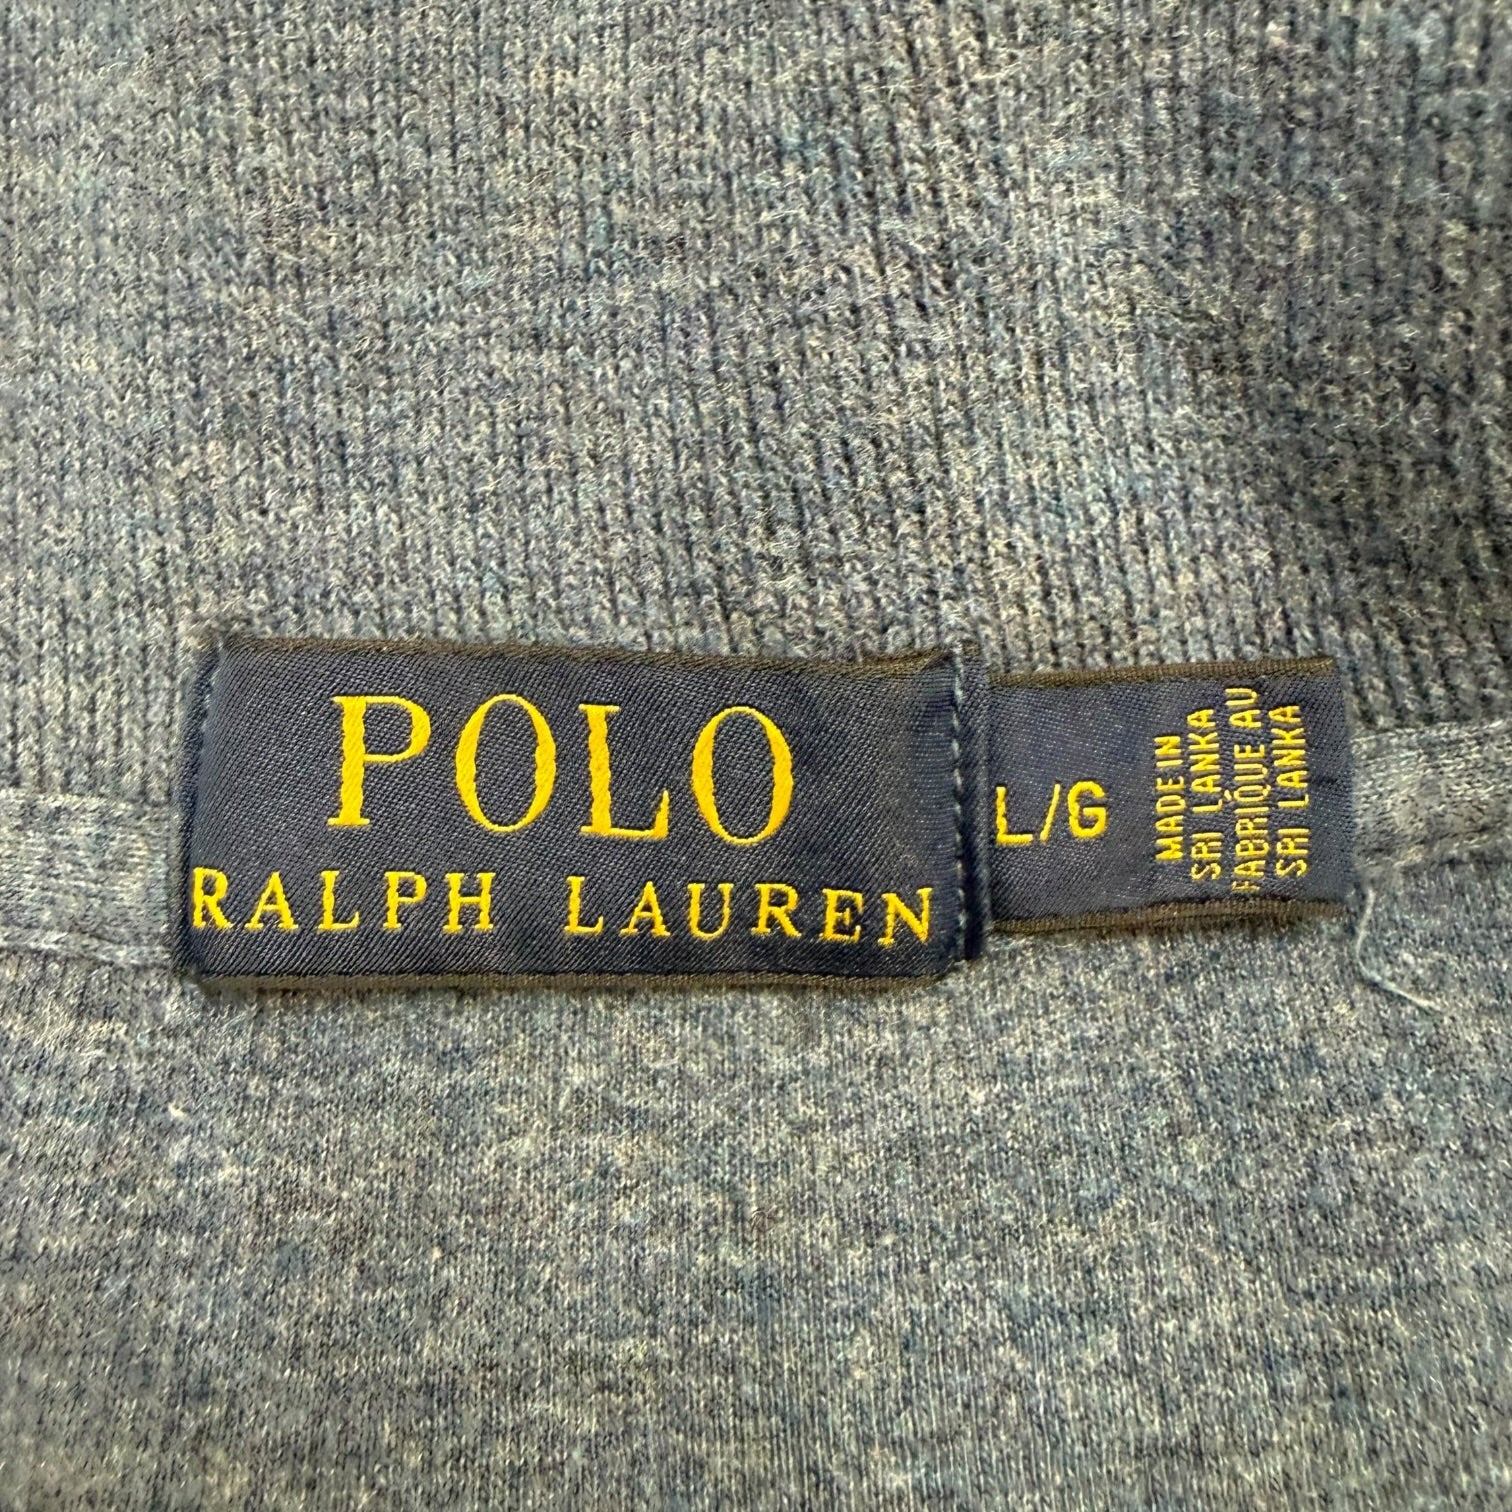 POLO
RALPH LAUREN
L/G
MADE IN
SRI LANKA
FABRIQUE AU
SRI LANKA